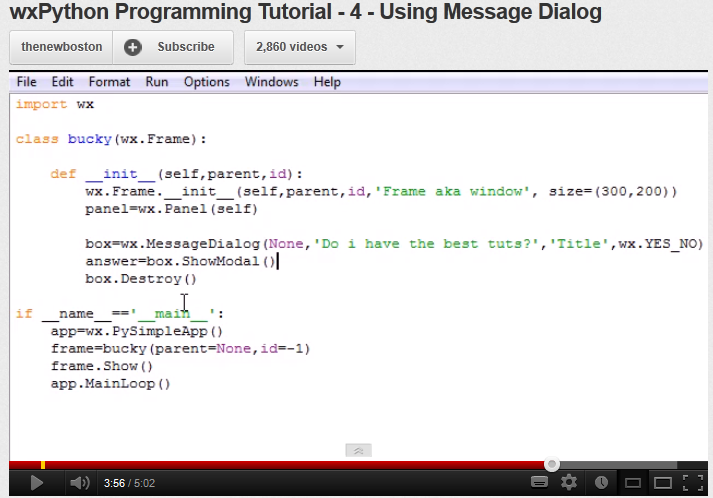 wxPython Programming Tutorial - 4 - Using Message Dialog
thenewboston Subscribe 2,860 videos
File Edit Format Run Options Windows Help
import wx
class bucky(wx.Frame):
def __init__(self,parent,id):
wx.Frame.__init__(self,parent,id,'Frame aka window', size=(300,200))
panel=wx.Panel(self)
box=wx.MessageDialog(None,'Do i have the best tuts?','Title',wx.YES_NO)
answer=box.ShowModal()
box.Destroy()
if __name__=='__main__':
app=wx.PySimpleApp()
frame=bucky(parent=None,id=-1)
frame.Show()
app.MainLoop()
3:56 / 5:02